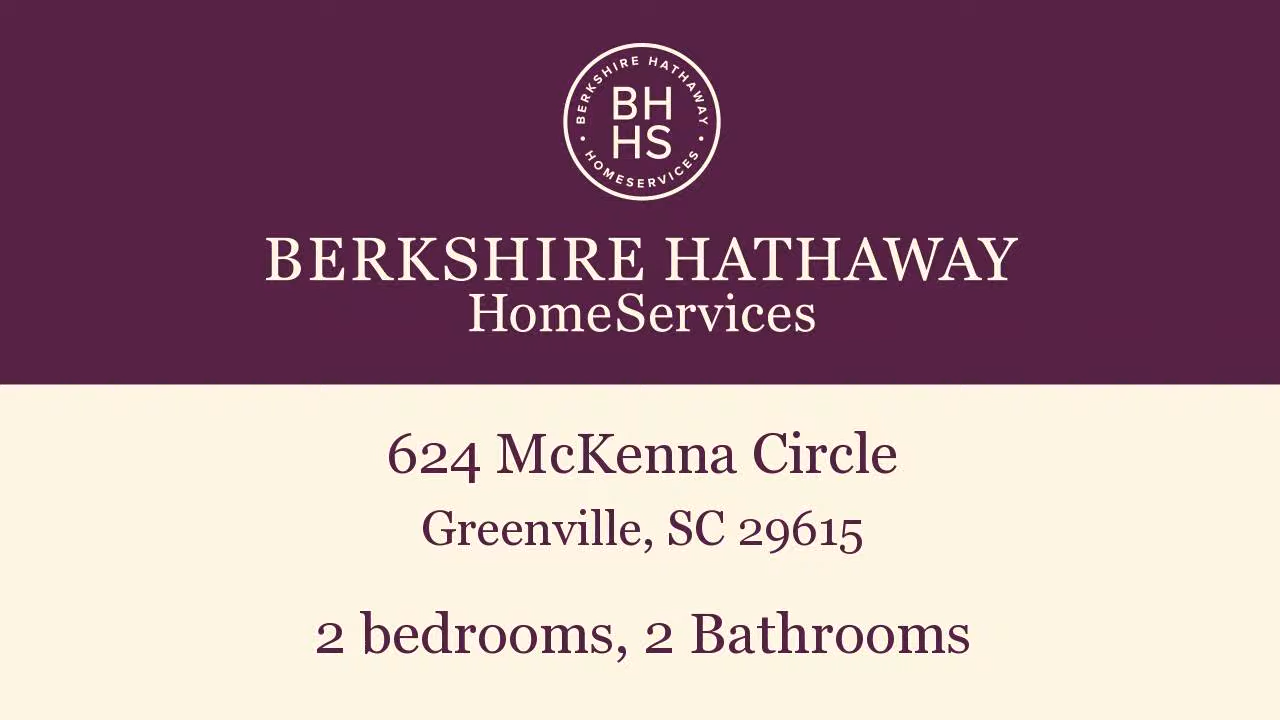 BERKSHIRE HATHAWAY
BH
HS
HOMESERVICES
BERKSHIRE HATHAWAY
HomeServices
624 McKenna Circle
Greenville, SC 29615
2 bedrooms, 2 Bathrooms